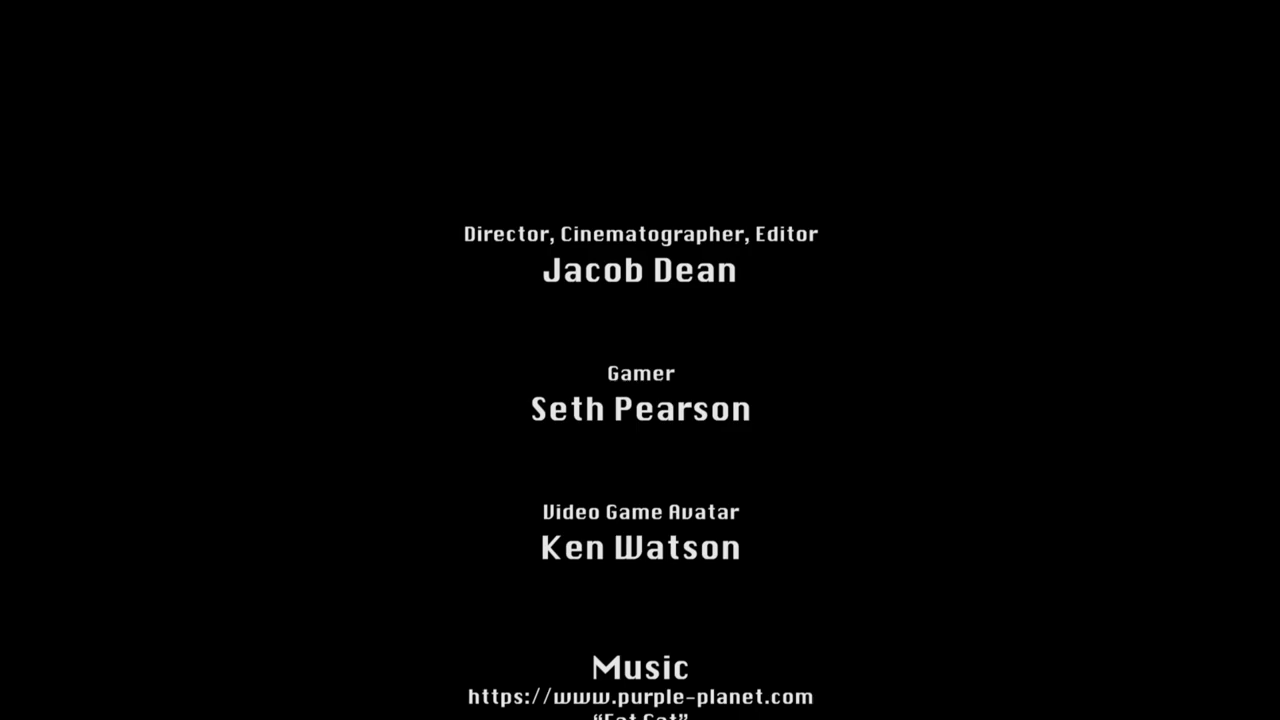 Director, Cinematographer, Editor
Jacob Dean
Gamer
Seth Pearson
Video Game Avatar
Ken Watson
Music
https://www.purple-planet.com